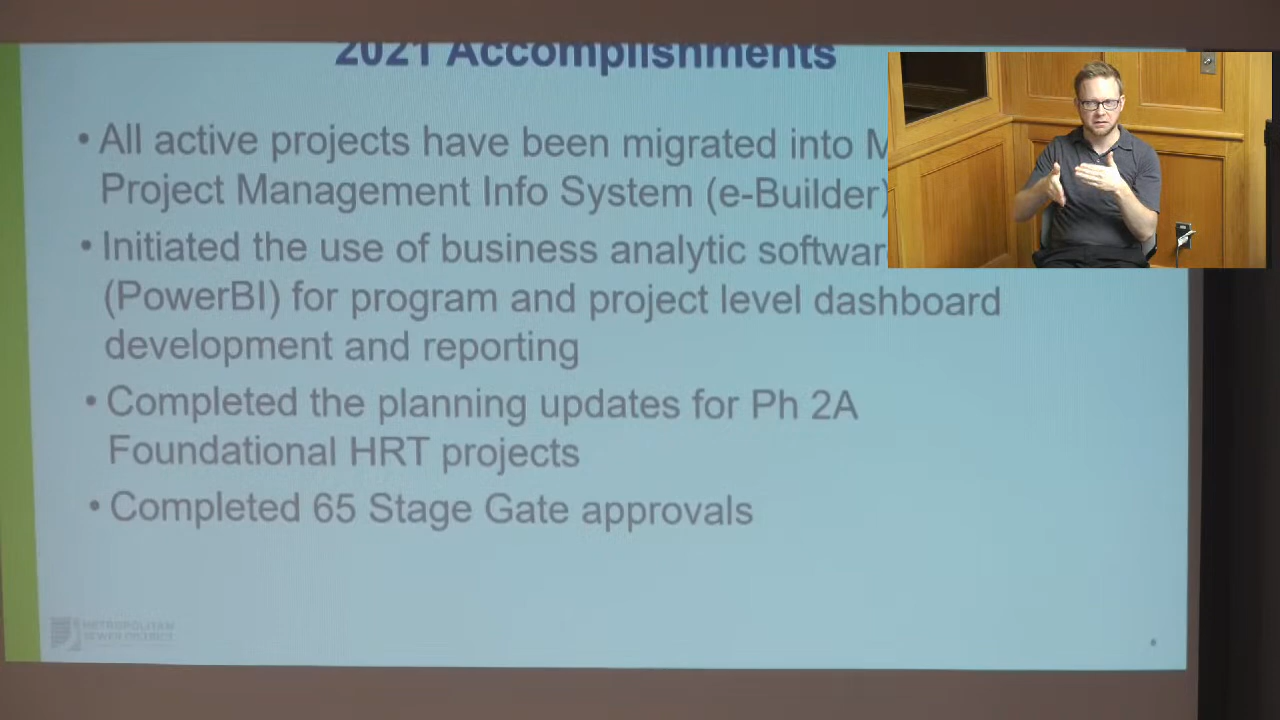 2021 Accomplishments
• All active projects have been migrated into M
Project Management Info System (e-Builder)
• Initiated the use of business analytic softwar
(PowerBI) for program and project level dashboard
development and reporting
• Completed the planning updates for Ph 2A
Foundational HRT projects
• Completed 65 Stage Gate approvals
METROPOLITAN
SEWER DISTRICT